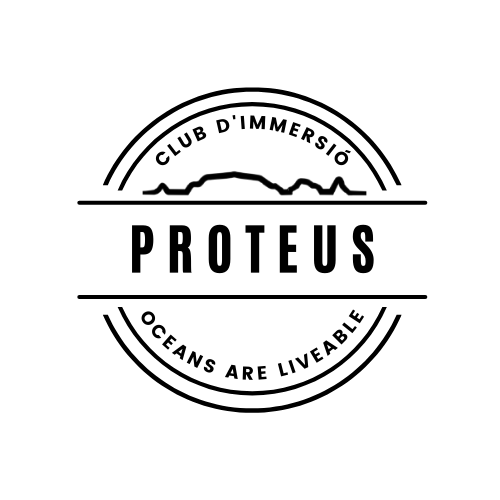 CLUB D'IMMERSIÓ
PROTEUS
OCEANS ARE LIVEABLE